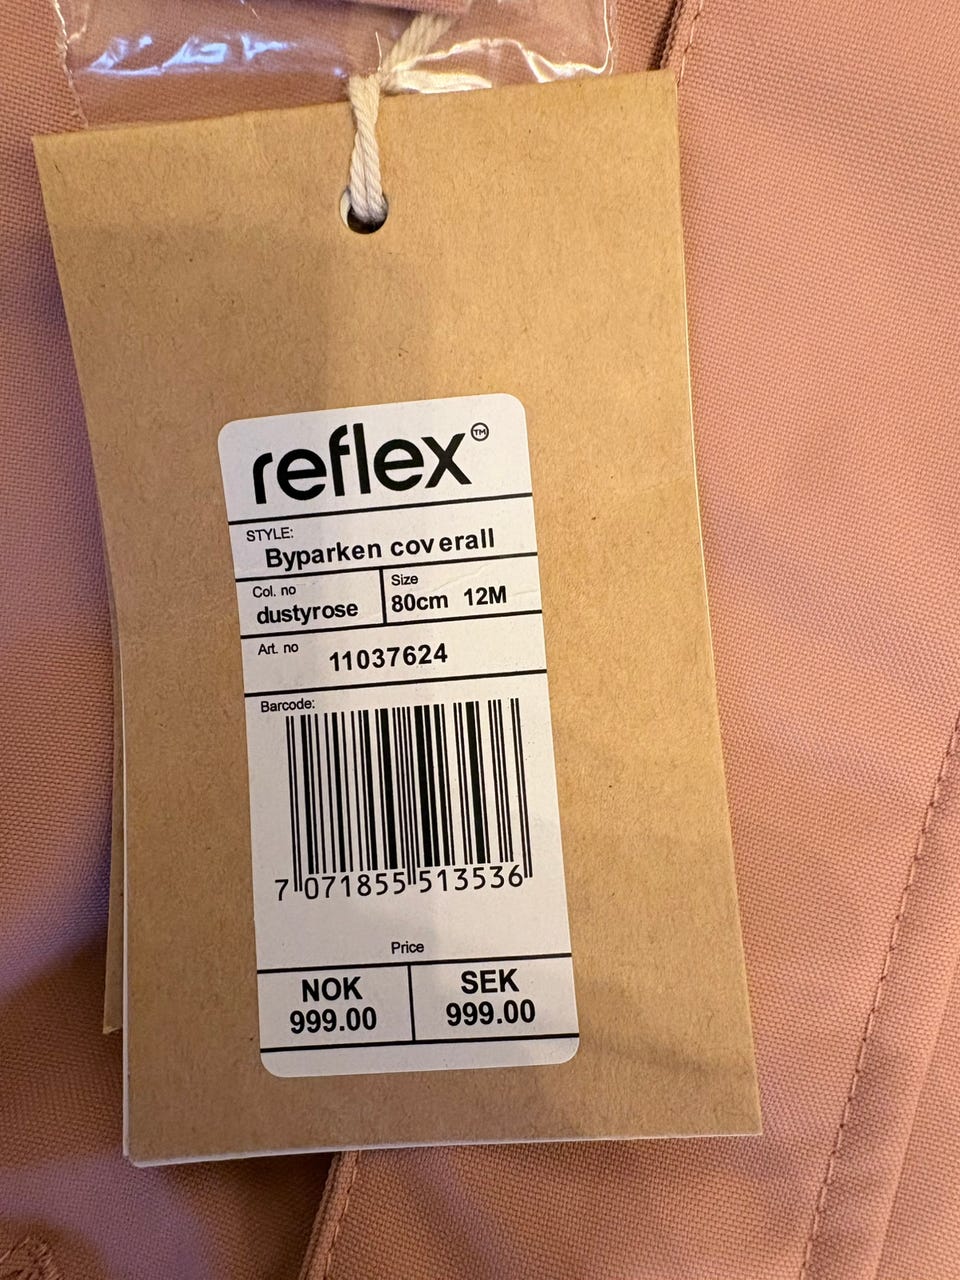 reflex™
STYLE:
Byparken coverall
Col. no
dustyrose
Size
80cm 12M
Art. no
11037624
Barcode:
7 071855 513536
Price
NOK
999.00
SEK
999.00